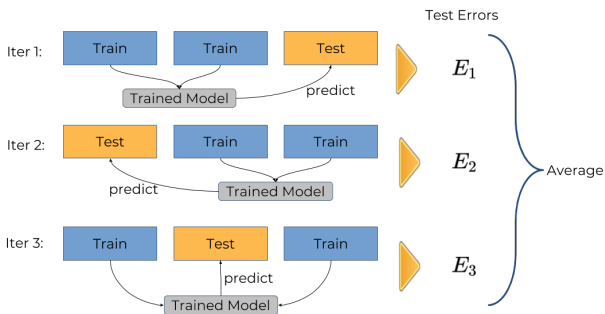 Test Errors
Iter 1:
Train
Train
Test
E1
Trained Model
predict
Iter 2:
Test
Train
Train
E2
Average
predict
Trained Model
Iter 3:
Train
Test
Train
E3
predict
Trained Model